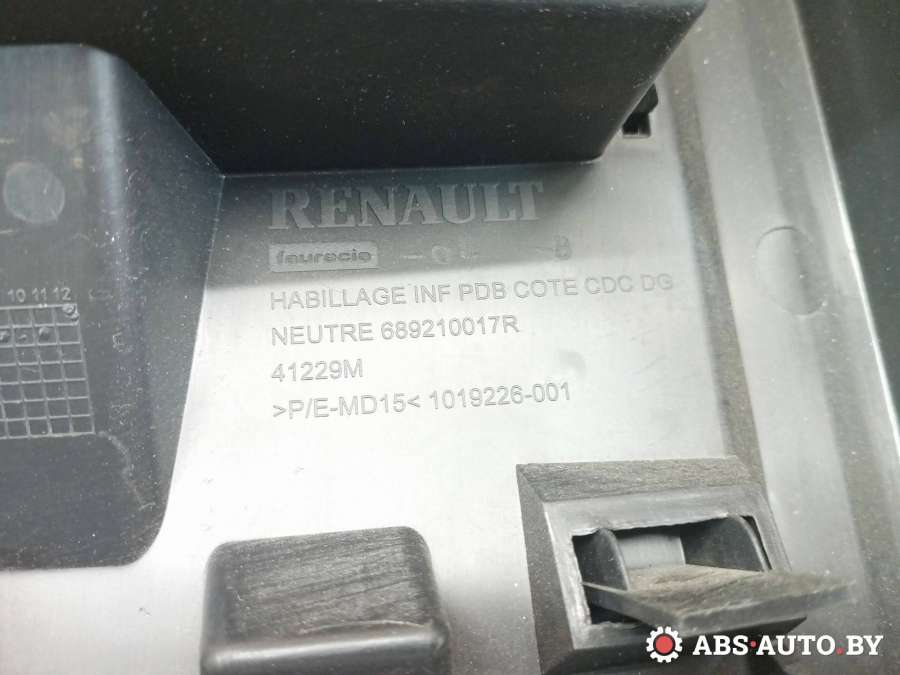 RENAULT
faurecia
HABILLAGE INF PDB COTE CDC DG
NEUTRE 689210017R
10 11 12
41229M
>P/E-MD15< 1019226-001
ABS-AUTO.BY